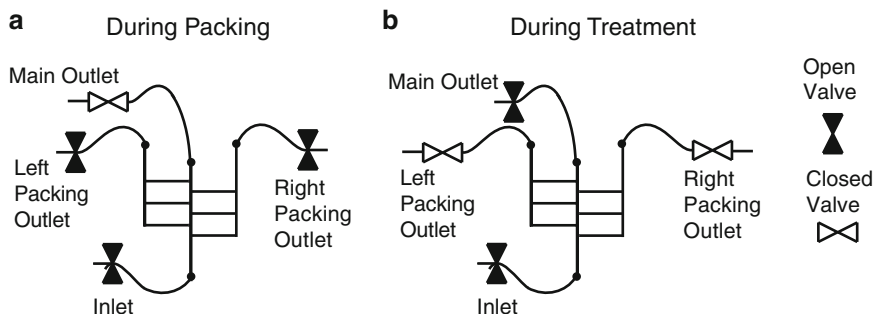 a During Packing
Main Outlet
Left
Packing
Outlet
Right
Packing
Outlet
Inlet
b During Treatment
Main Outlet
Left
Packing
Outlet
Right
Packing
Outlet
Inlet
Open
Valve
Closed
Valve